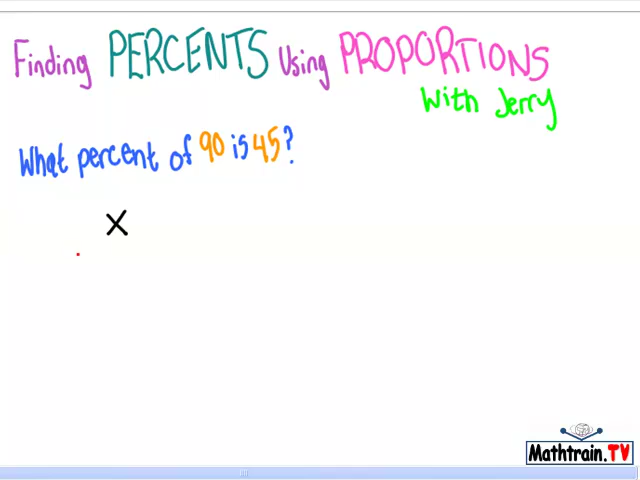 Finding PERCENTS Using PROPORTIONS
With Jerry
What percent of 90 is 45?
X
Mathtrain.TV